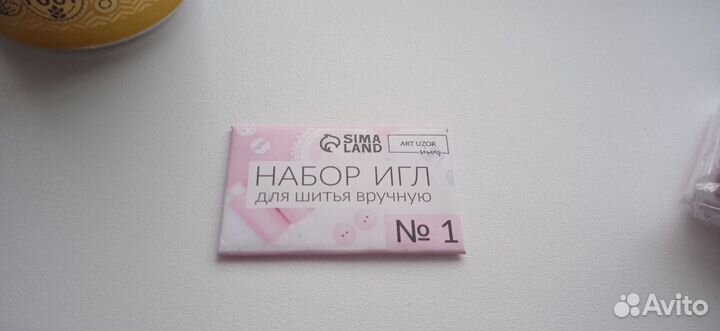 SIMA
LAND
ART UZOR
sewing
НАБОР ИГЛ
для шитья вручную
№ 1
Avito